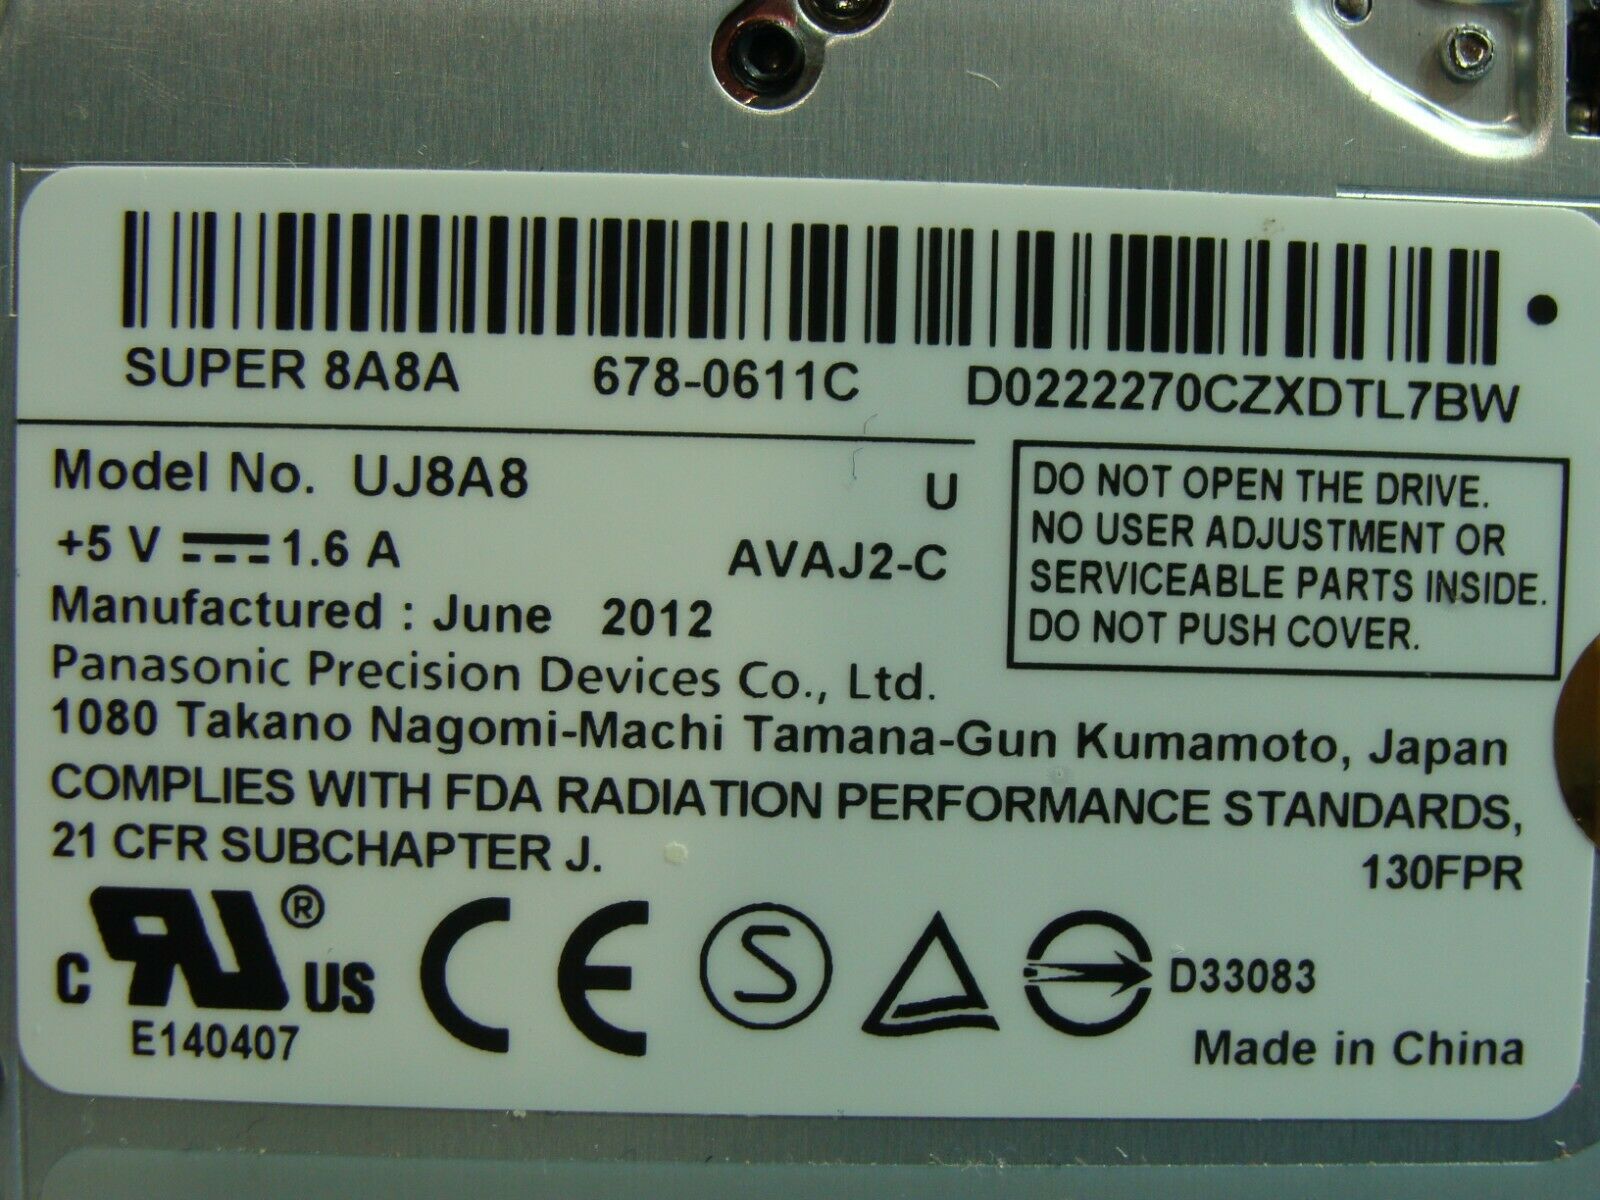 SUPER 8A8A 678-0611C D0222270CZXDTL7BW
Model No. UJ8A8 U
+5 V ⎓ 1.6 A AVAJ2-C
DO NOT OPEN THE DRIVE.
NO USER ADJUSTMENT OR
SERVICEABLE PARTS INSIDE.
DO NOT PUSH COVER.
Manufactured : June 2012
Panasonic Precision Devices Co., Ltd.
1080 Takano Nagomi-Machi Tamana-Gun Kumamoto, Japan
COMPLIES WITH FDA RADIATION PERFORMANCE STANDARDS,
21 CFR SUBCHAPTER J.
130FPR
C RU ® US CE S D33083
E140407
Made in China